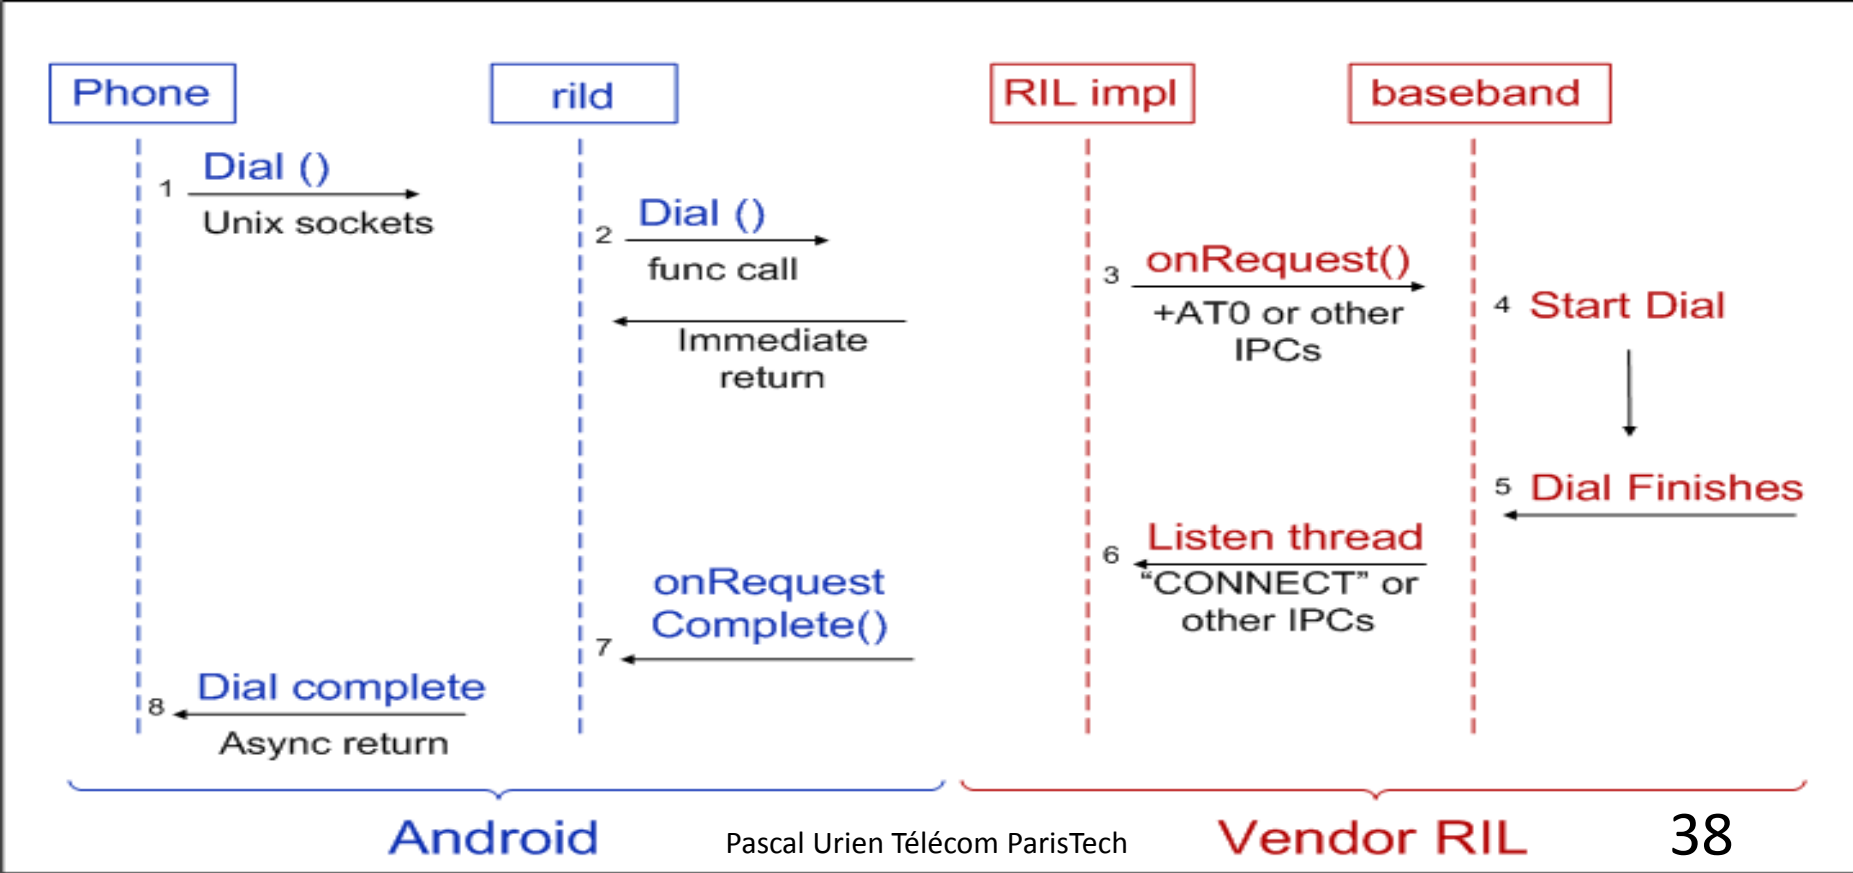 Phone
rild
RIL impl
baseband
1
Dial ()
Unix sockets
2
Dial ()
func call
Immediate
return
3
onRequest()
+AT0 or other
IPCs
4
Start Dial
5
Dial Finishes
6
Listen thread
“CONNECT” or
other IPCs
7
onRequest
Complete()
8
Dial complete
Async return
Android
Pascal Urien Télécom ParisTech
Vendor RIL
38